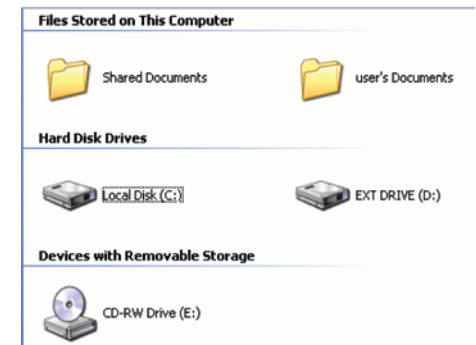 Files Stored on This Computer
Shared Documents
user's Documents
Hard Disk Drives
Local Disk (C:)
EXT DRIVE (D:)
Devices with Removable Storage
CD-RW Drive (E:)